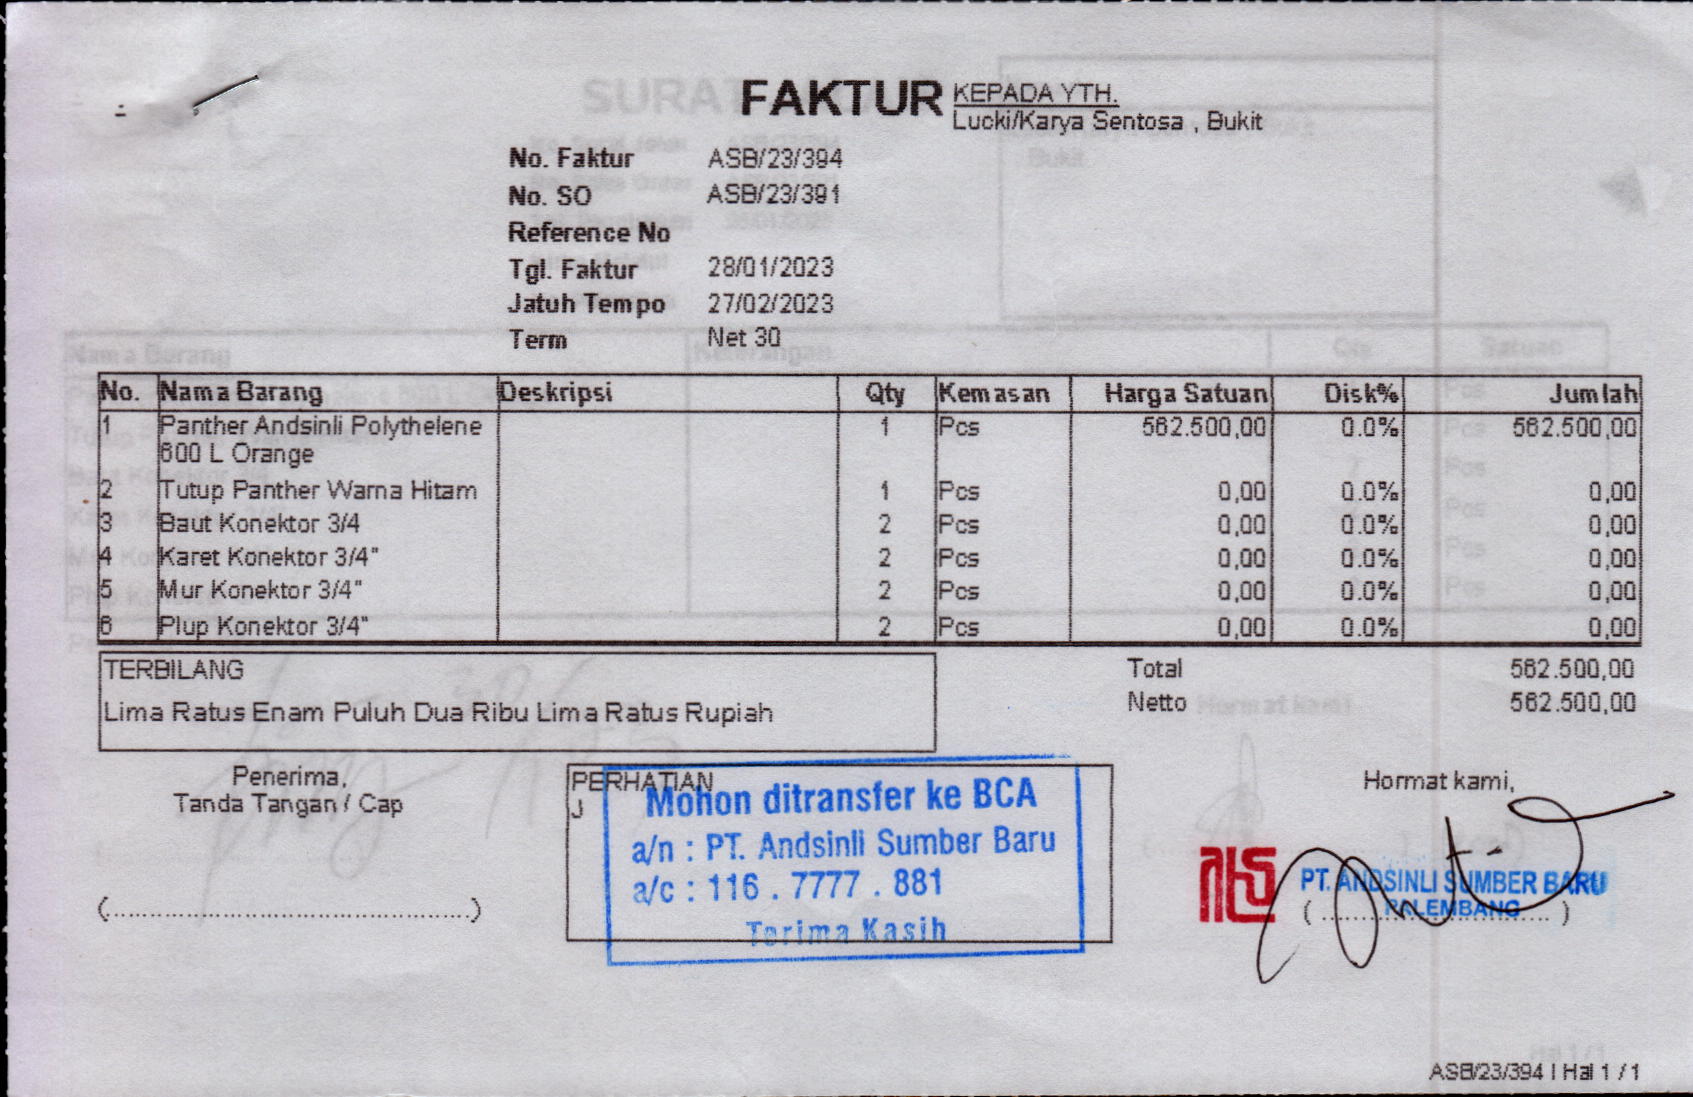 FAKTUR
KEPADA YTH.
Lucki/Karya Sentosa , Bukit
No. Faktur ASB/23/394
No. SO ASB/23/391
Reference No
Tgl. Faktur 28/01/2023
Jatuh Tempo 27/02/2023
Term Net 30
No. Nama Barang Deskripsi Qty Kemasan Harga Satuan Disk% Jumlah
1 Panther Andsinli Polythelene 1 Pcs 562.500,00 0.0% 562.500,00
600 L Orange
2 Tutup Panther Warna Hitam 1 Pcs 0,00 0.0% 0,00
3 Baut Konektor 3/4 2 Pcs 0,00 0.0% 0,00
4 Karet Konektor 3/4" 2 Pcs 0,00 0.0% 0,00
5 Mur Konektor 3/4" 2 Pcs 0,00 0.0% 0,00
6 Plup Konektor 3/4" 2 Pcs 0,00 0.0% 0,00
TERBILANG
Lima Ratus Enam Puluh Dua Ribu Lima Ratus Rupiah
Total 562.500,00
Netto 562.500,00
Penerima,
Tanda Tangan / Cap
(..........................................)
PERHATIAN
J
Mohon ditransfer ke BCA
a/n : PT. Andsinli Sumber Baru
a/c : 116 . 7777 . 881
Terima Kasih
Hormat kami,
PT. ANDSINLI SUMBER BARU
PALEMBANG
ASB/23/394 | Hal 1 / 1